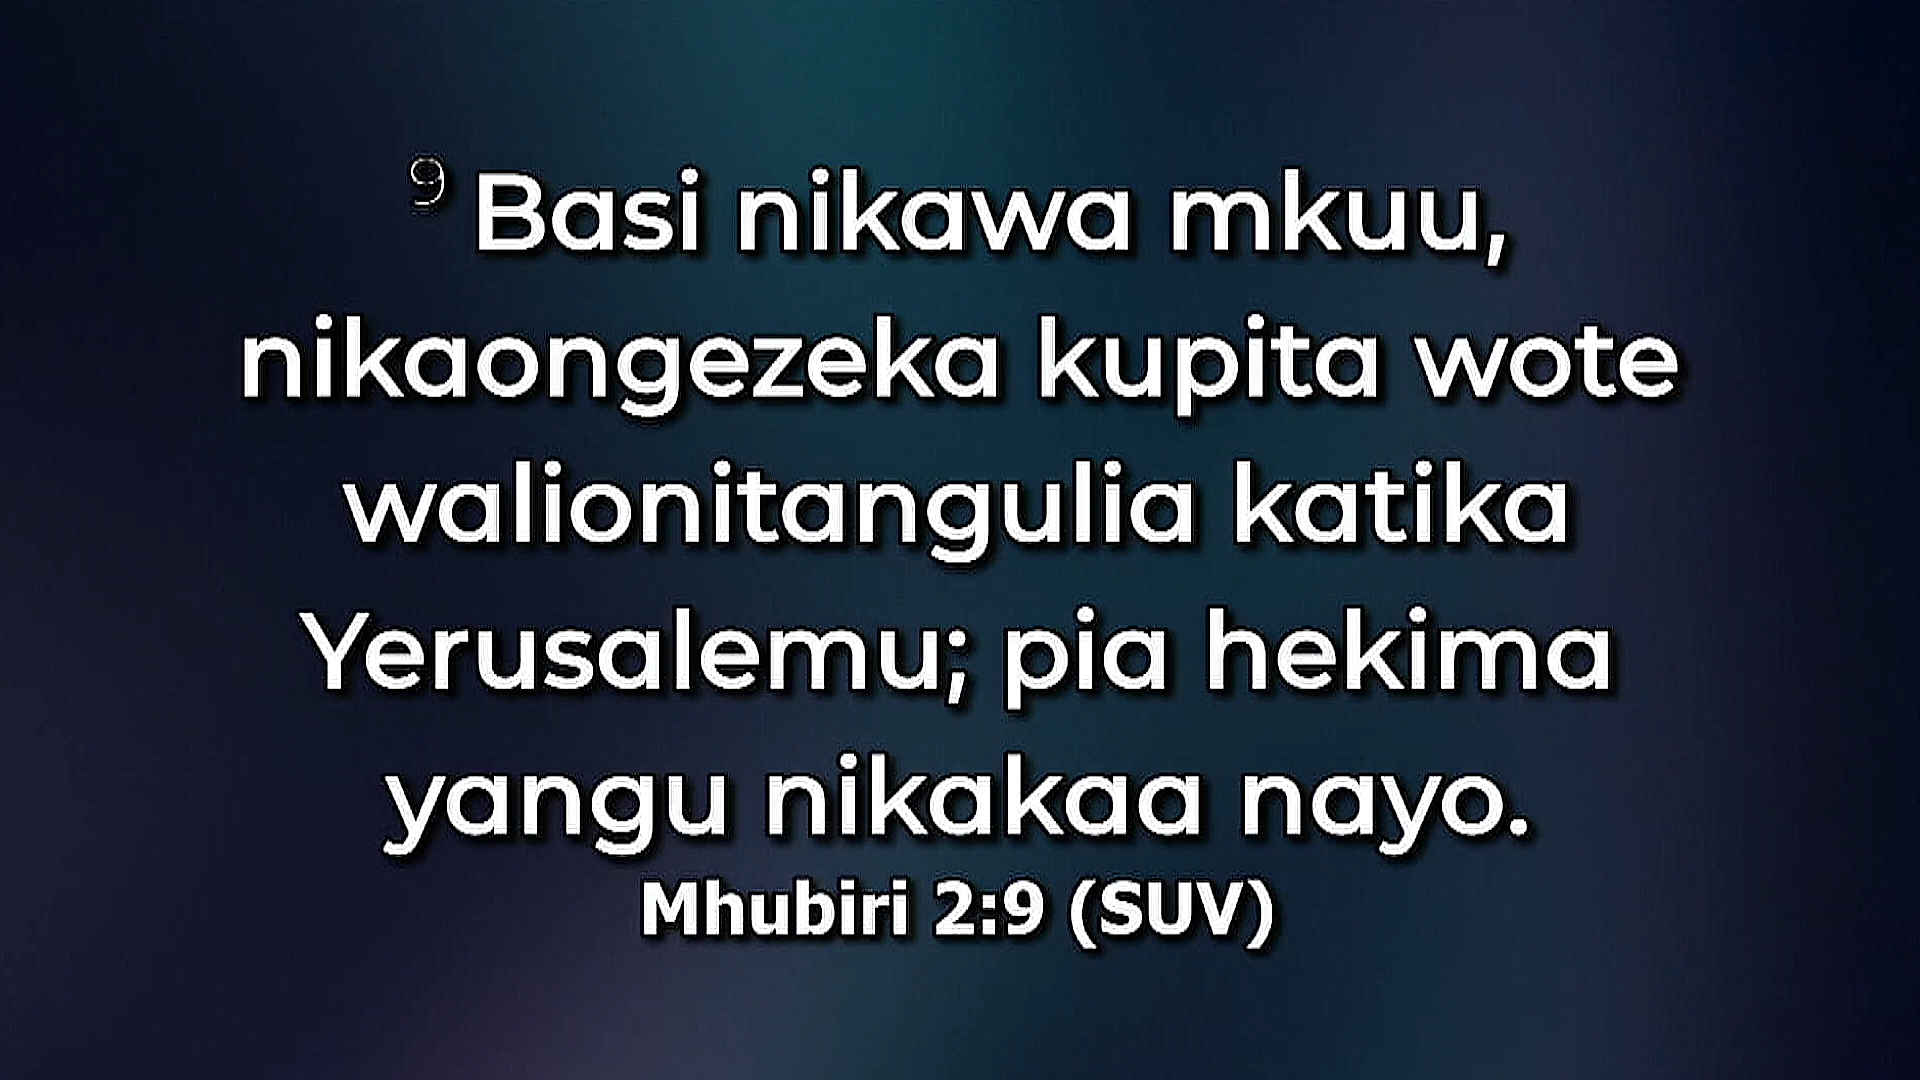 9 Basi nikawa mkuu,
nikaongezeka kupita wote
walionitangulia katika
Yerusalemu; pia hekima
yangu nikakaa nayo.
Mhubiri 2:9 (SUV)